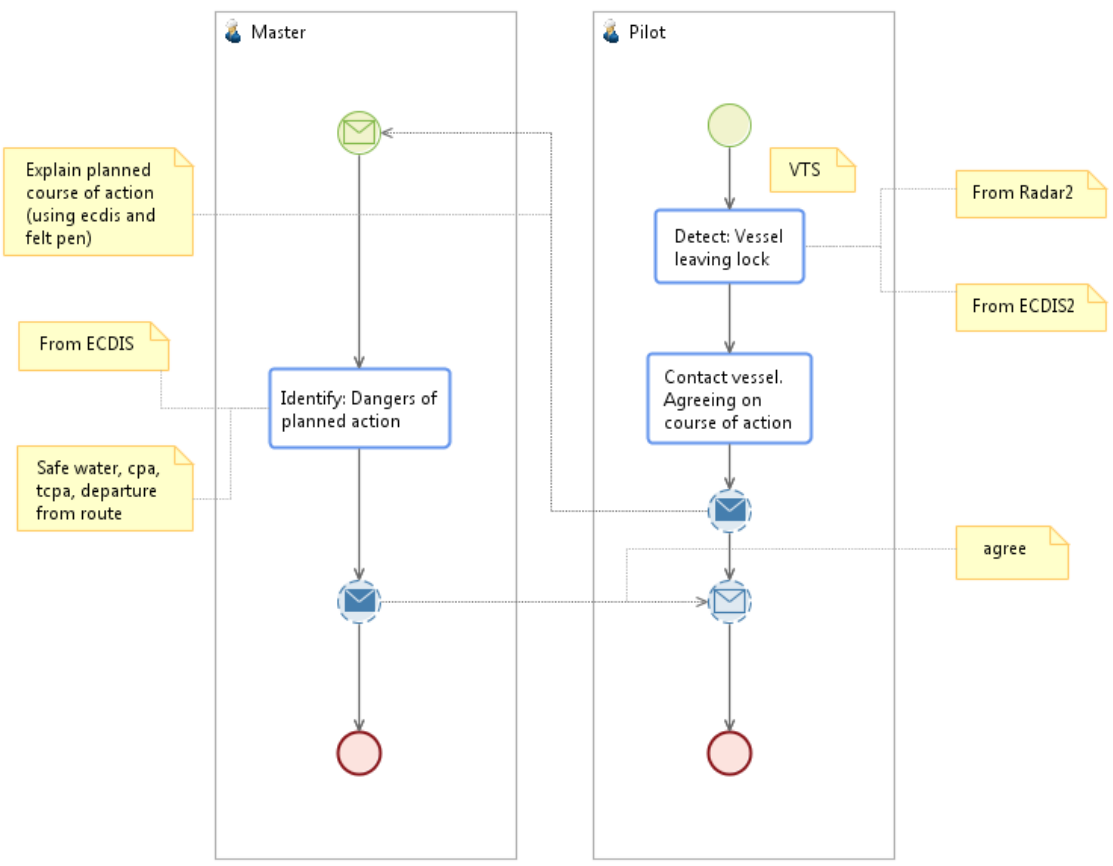 Master
Pilot
Explain planned
course of action
(using ecdis and
felt pen)
VTS
From Radar2
Detect: Vessel
leaving lock
From ECDIS2
From ECDIS
Identify: Dangers of
planned action
Contact vessel.
Agreeing on
course of action
Safe water, cpa,
tcpa, departure
from route
agree